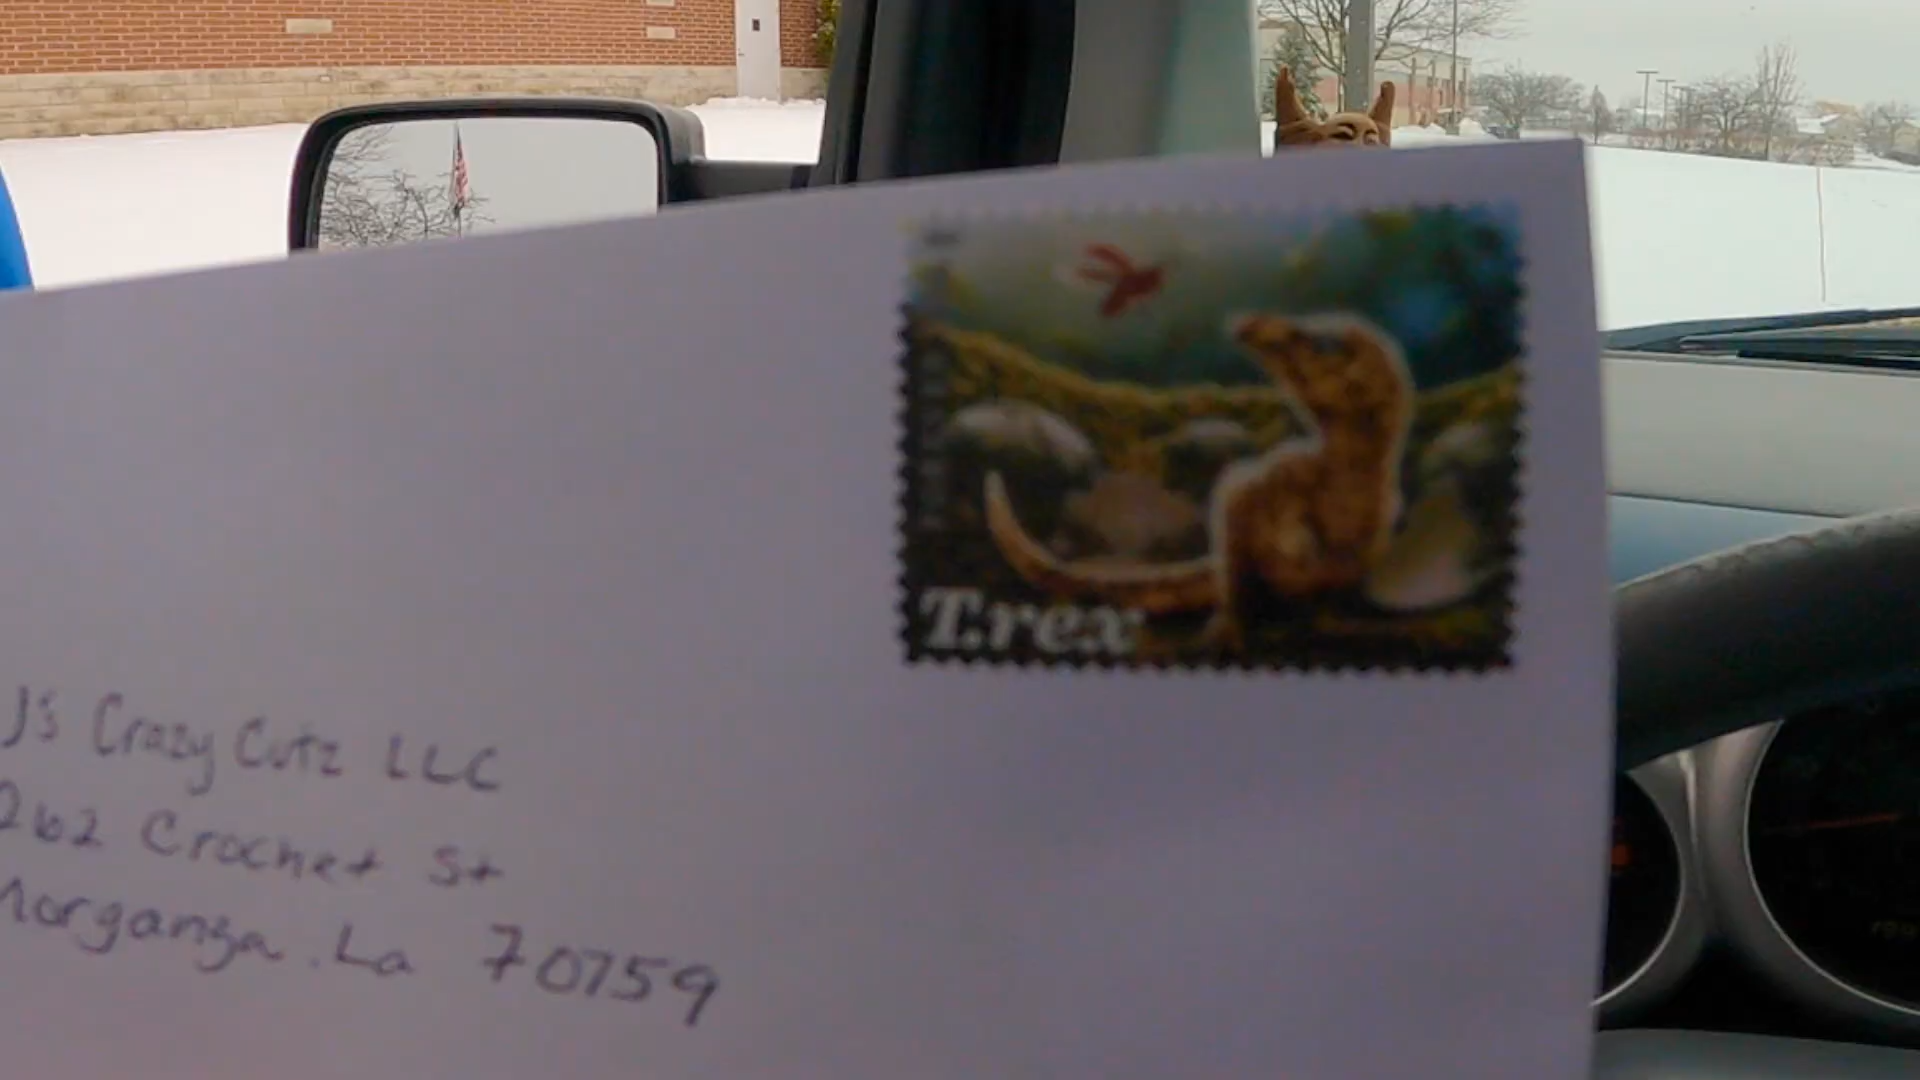 T.rex
J's Crazy Cutz LLC
262 Crochet St
Morganza, La 70759